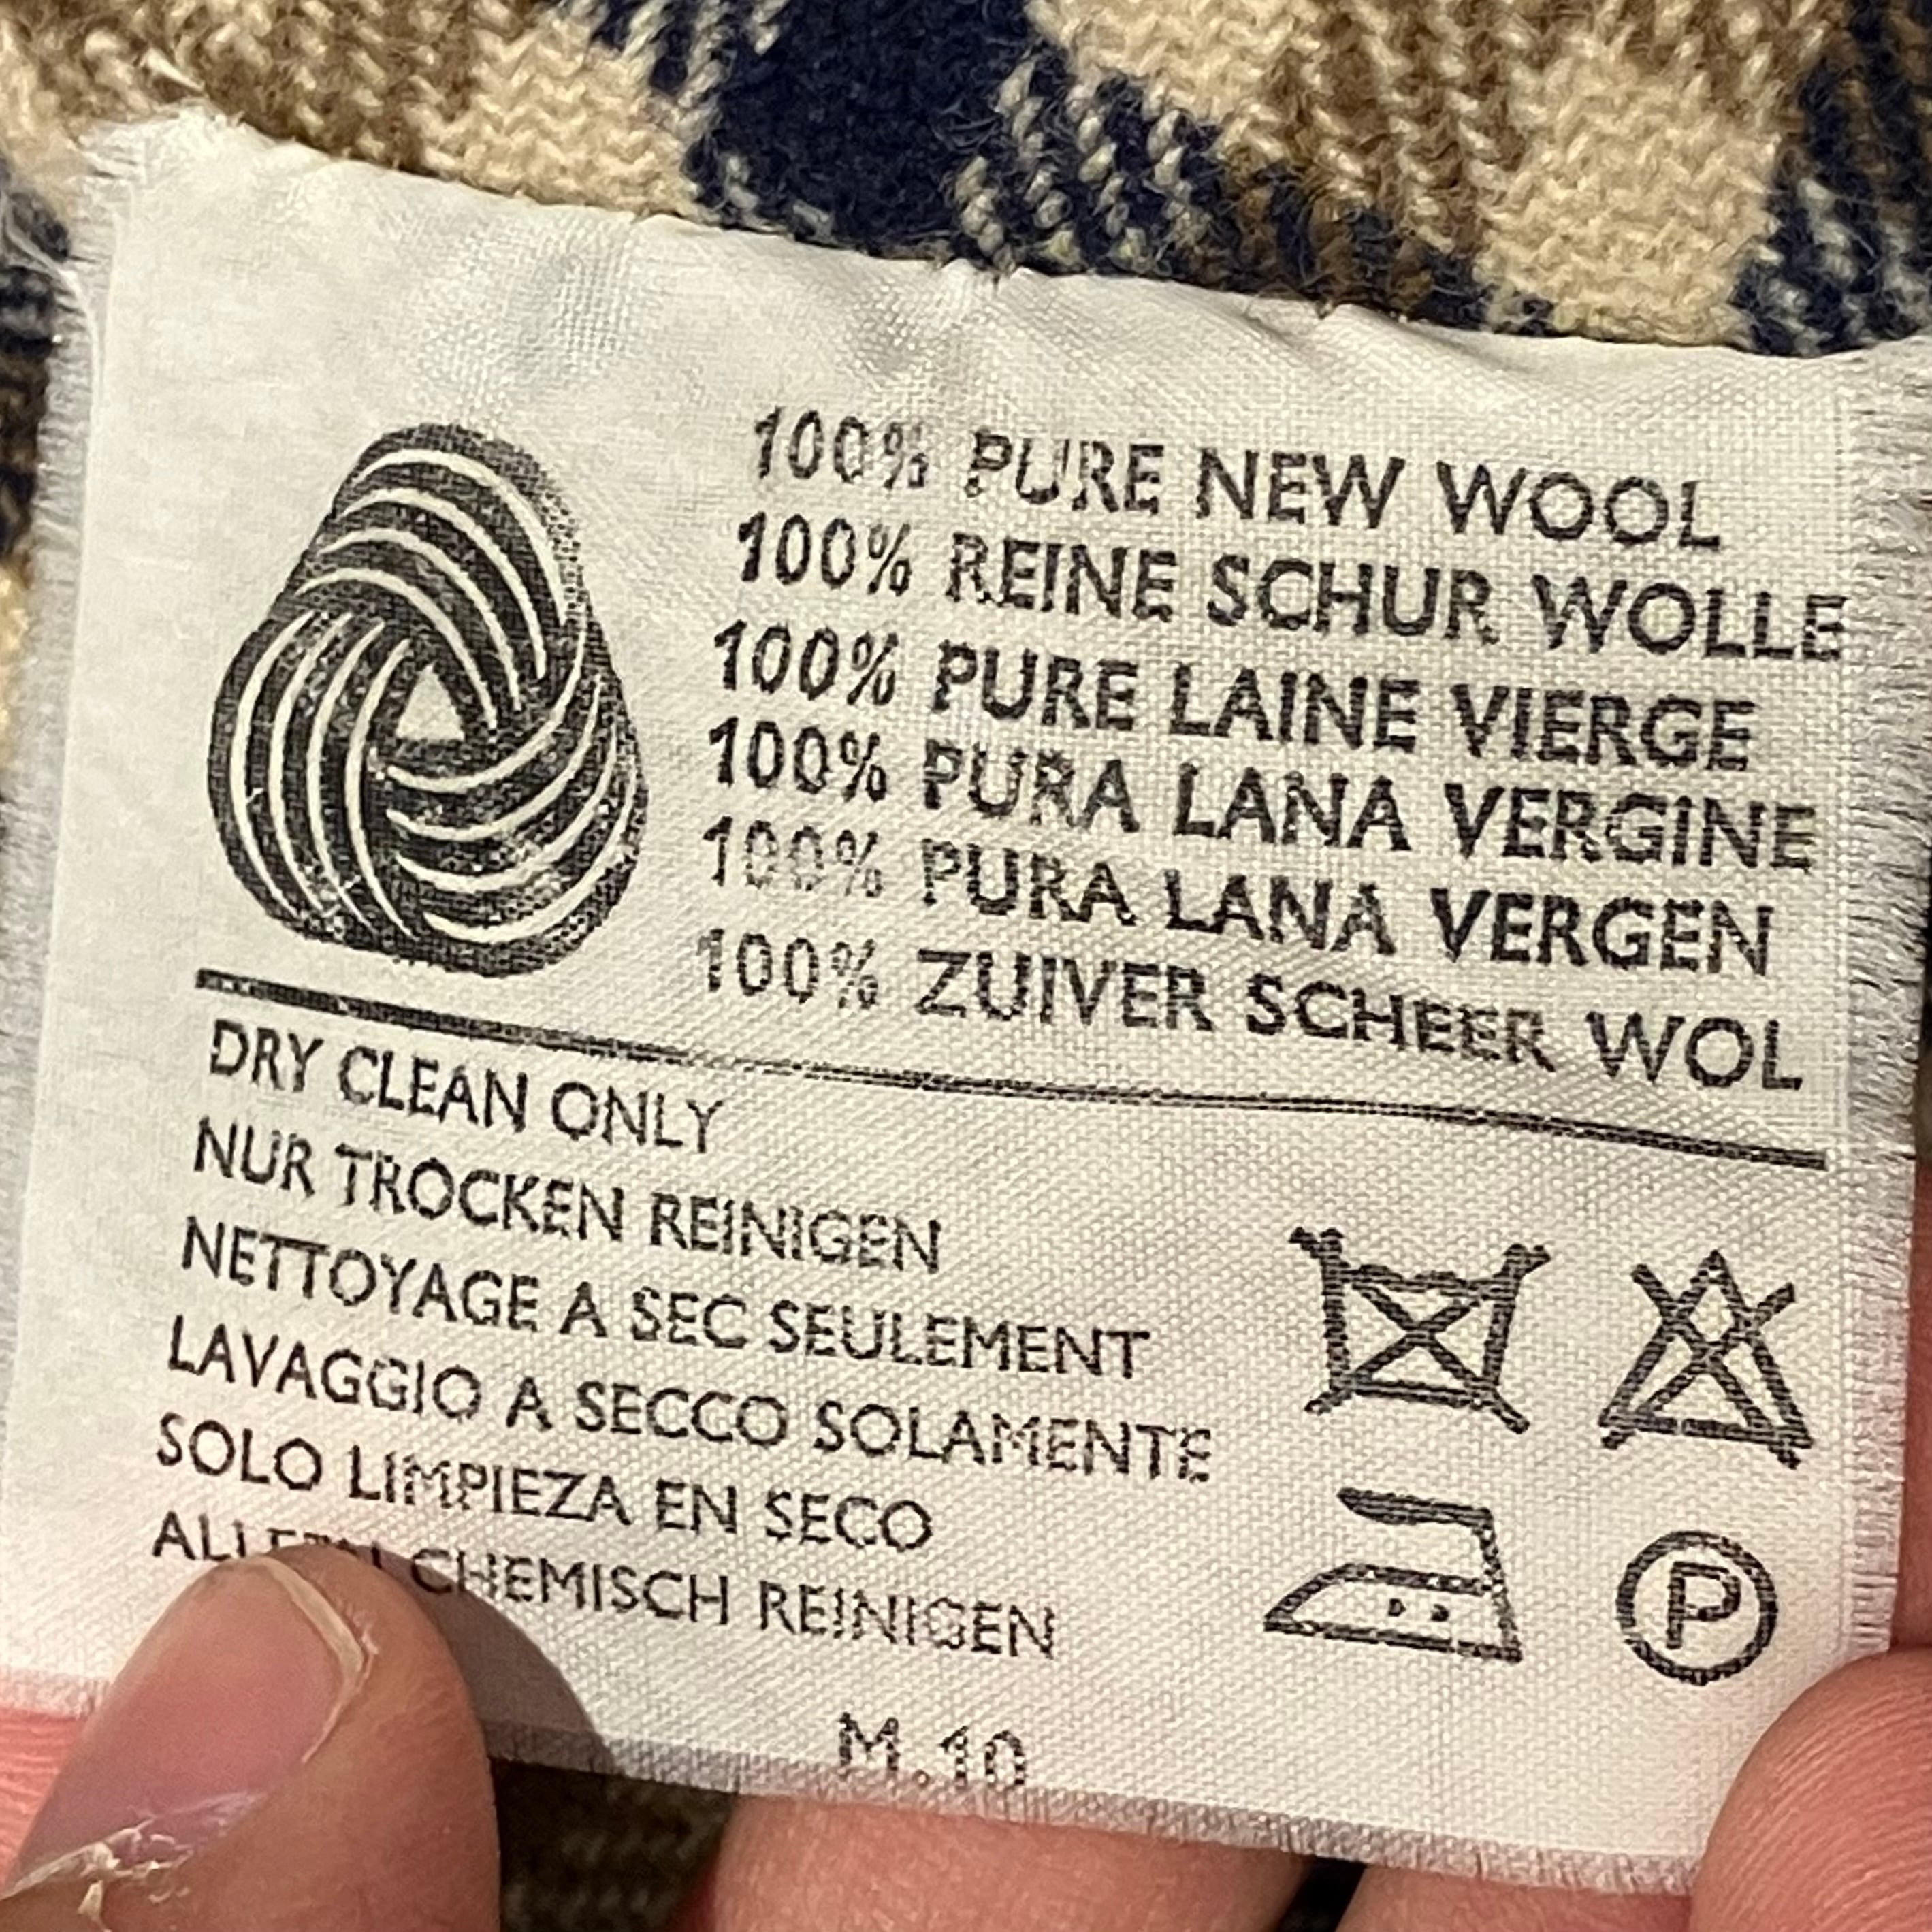 100% PURE NEW WOOL
100% REINE SCHUR WOLLE
100% PURE LAINE VIERGE
100% PURA LANA VERGINE
100% PURA LANA VERGEN
100% ZUIVER SCHEER WOL
DRY CLEAN ONLY
NUR TROCKEN REINIGEN
NETTOYAGE A SEC SEULEMENT
LAVAGGIO A SECCO SOLAMENTE
SOLO LIMPIEZA EN SECO
CHEMISCH REINIGEN
P
M.10